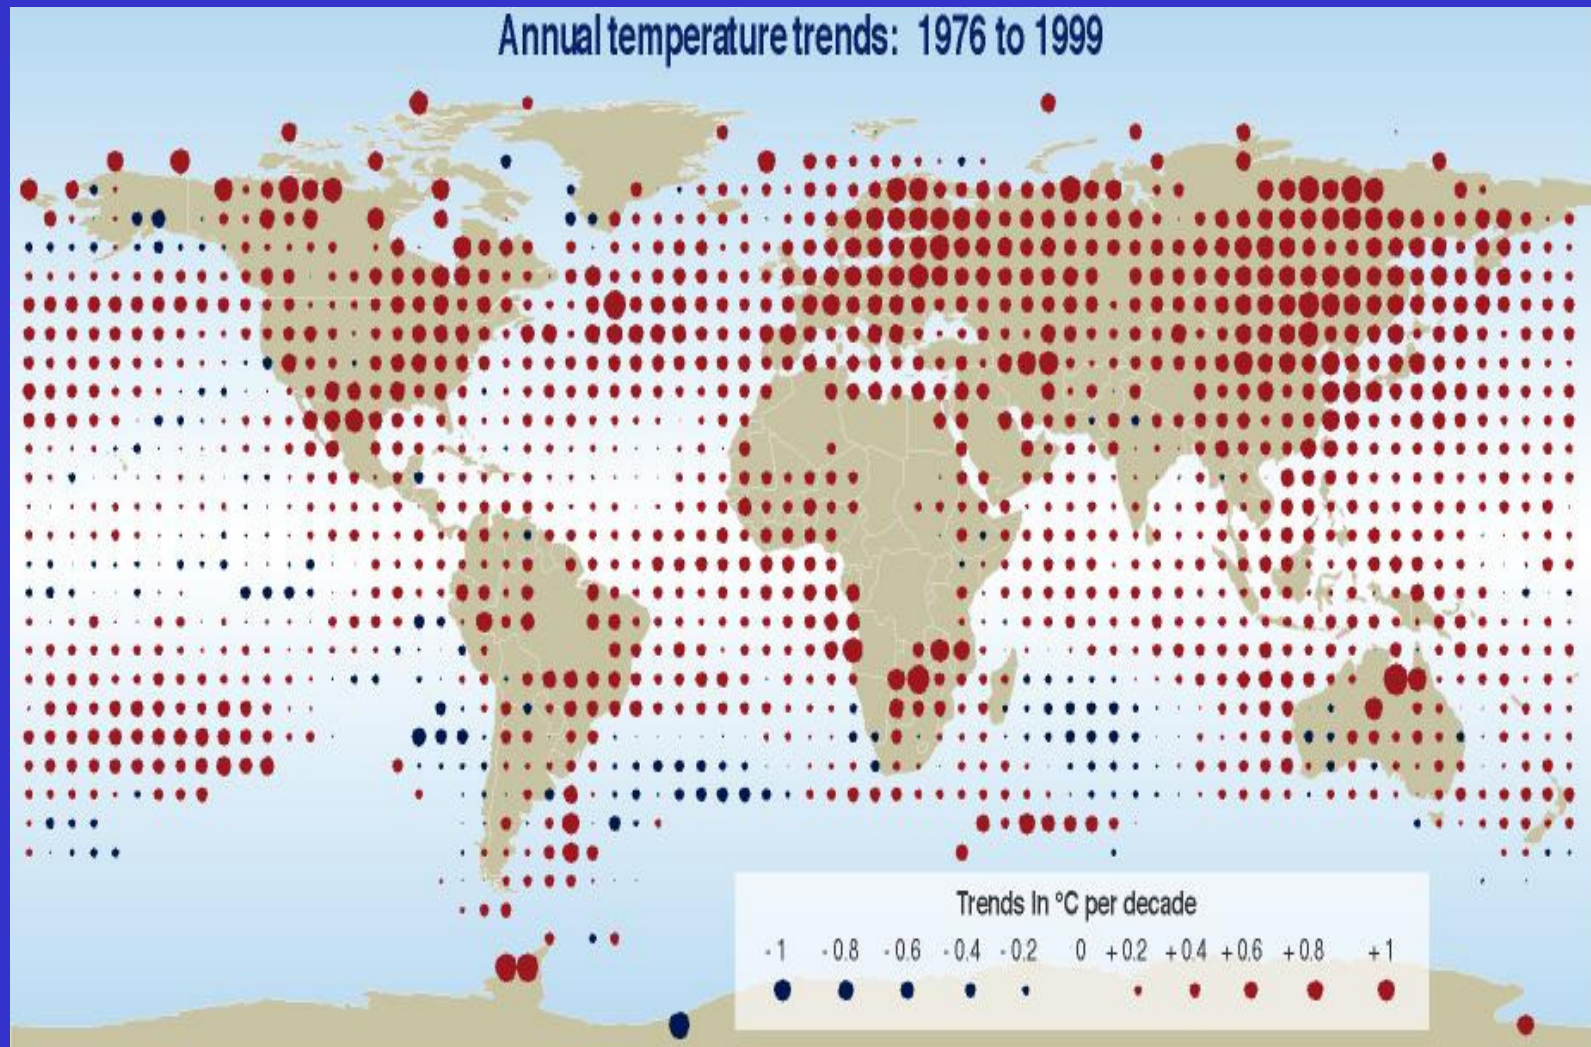 Annual temperature trends: 1976 to 1999
Trends in °C per decade
- 1 - 0.8 - 0.6 - 0.4 - 0.2 0 + 0.2 + 0.4 + 0.6 + 0.8 + 1